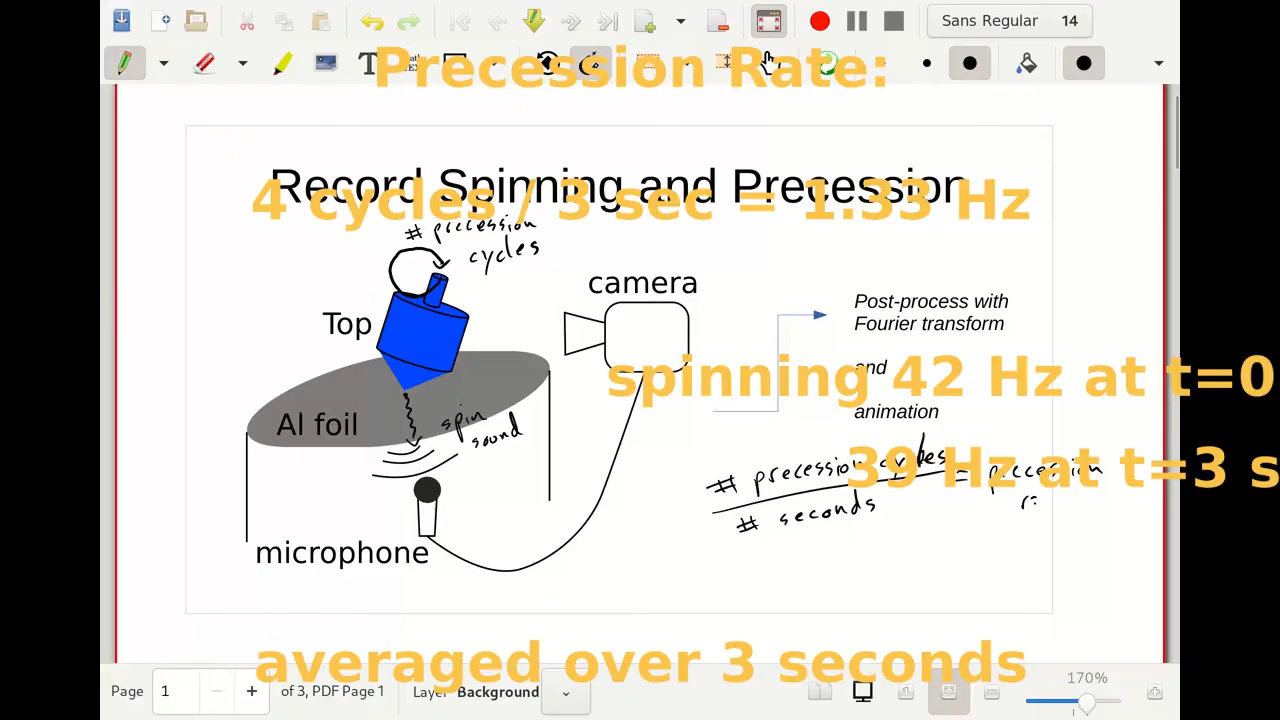 Sans Regular 14
Precession Rate:
Record Spinning and Precession
4 cycles / 3 sec = 1.33 Hz
# precession
cycles
camera
Top
Post-process with
Fourier transform
and
animation
spinning 42 Hz at t=0
39 Hz at t=3 s
Al foil
spin
sound
# precession cycles
# seconds
precession
microphone
averaged over 3 seconds
Page 1 of 3, PDF Page 1 Layer Background 170%